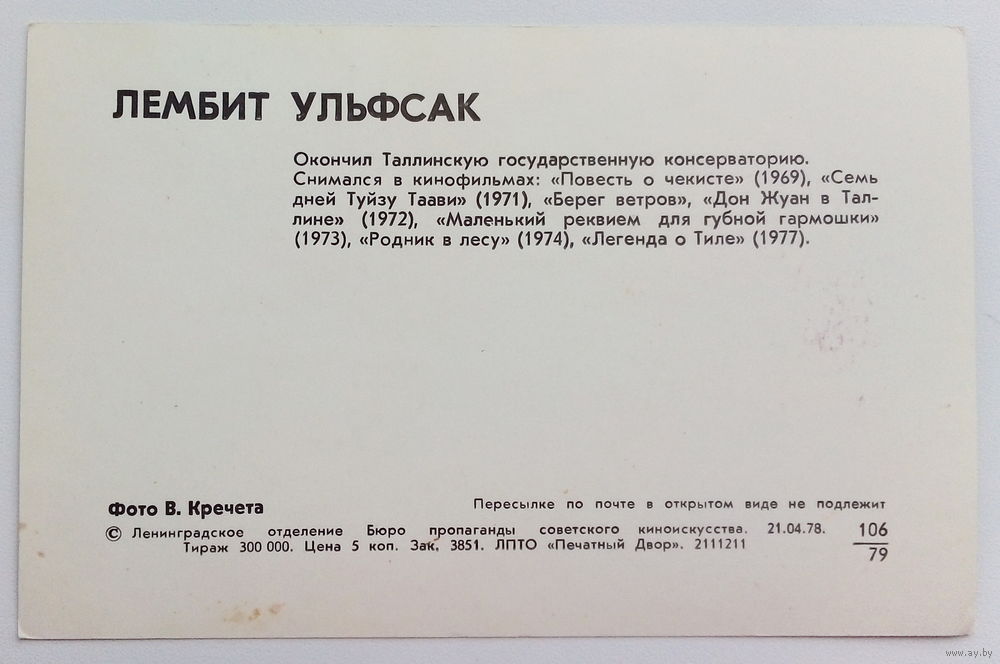 ЛЕМБИТ УЛЬФСАК
Окончил Таллинскую государственную консерваторию.
Снимался в кинофильмах: «Повесть о чекисте» (1969), «Семь
дней Туйзу Таави» (1971), «Берег ветров», «Дон Жуан в Тал-
лине» (1972), «Маленький реквием для губной гармошки»
(1973), «Родник в лесу» (1974), «Легенда о Тиле» (1977).
Фото В. Кречета
Пересылке по почте в открытом виде не подлежит
© Ленинградское отделение Бюро пропаганды советского киноискусства. 21.04.78.
Тираж 300 000. Цена 5 коп. Зак. 3851. ЛПТО «Печатный Двор». 2111211
106
79
www.ay.by